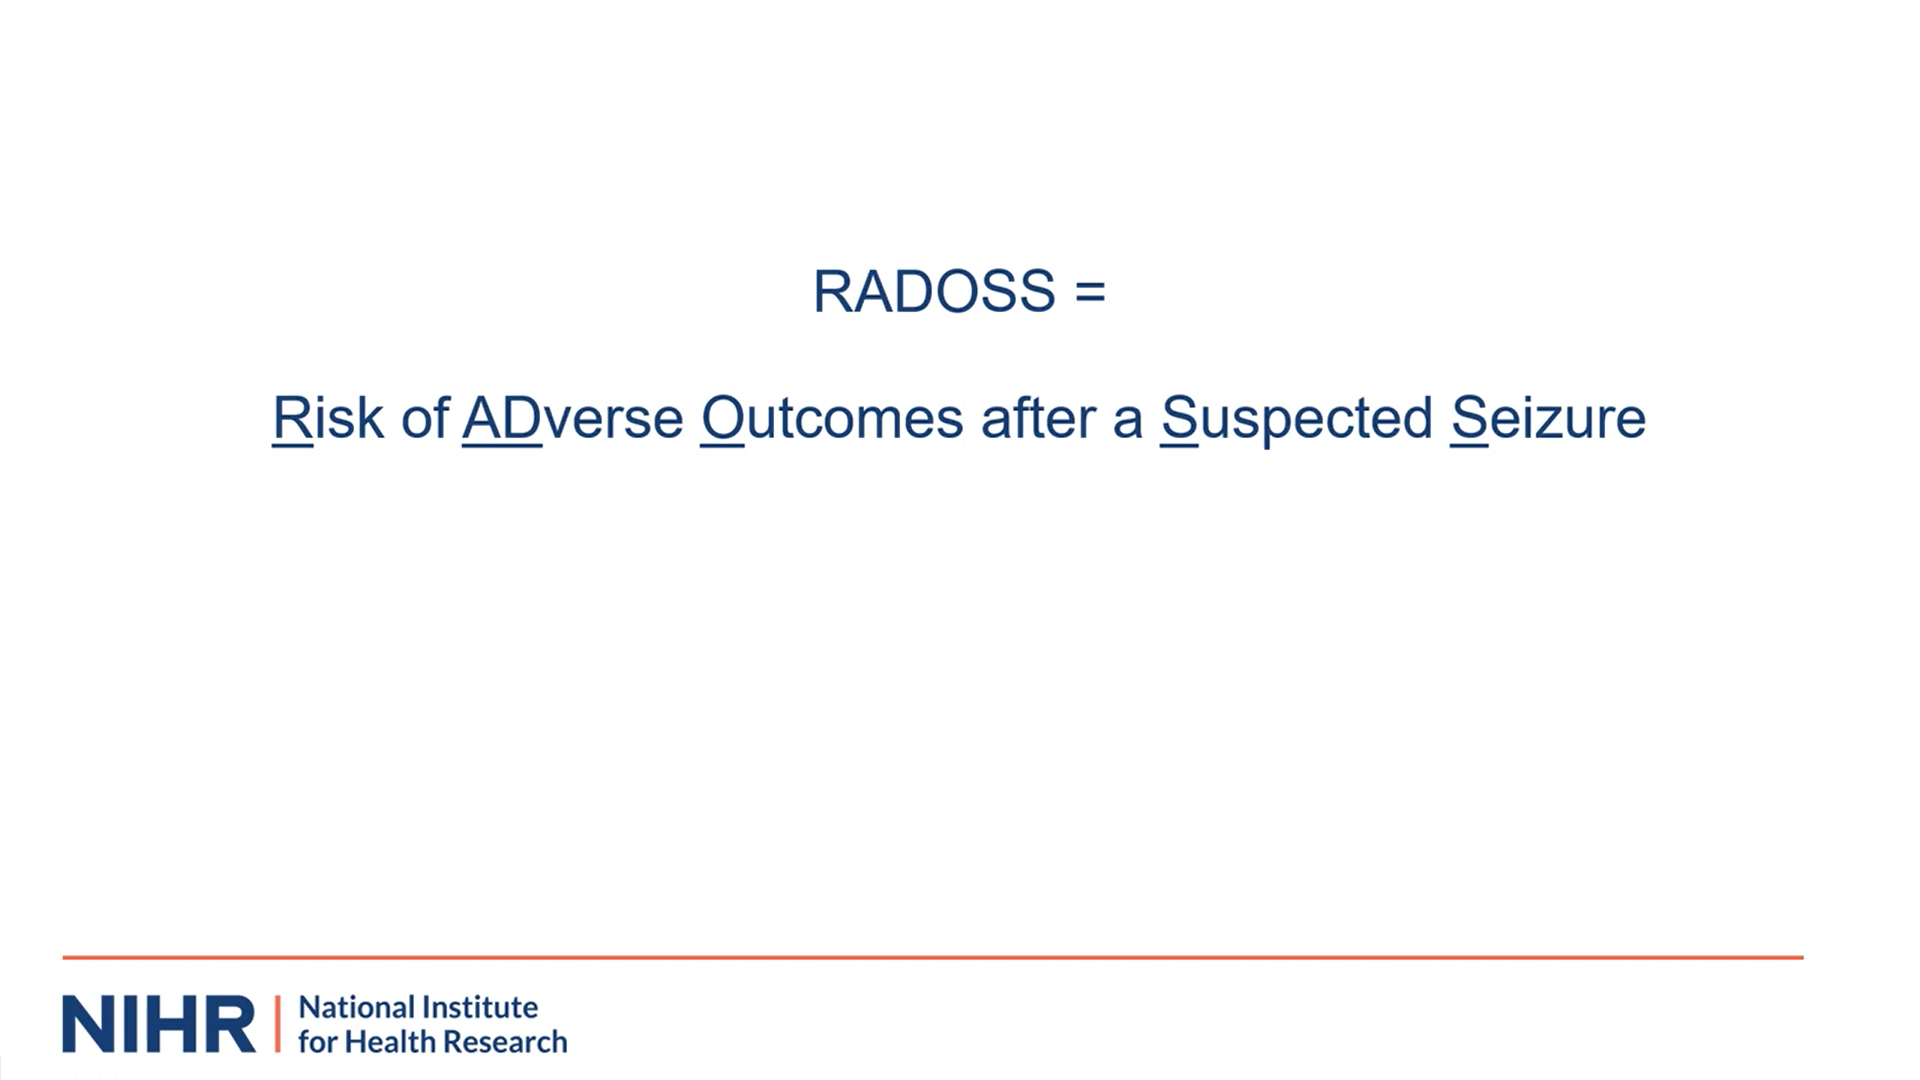 RADOSS =
Risk of ADverse Outcomes after a Suspected Seizure
NIHR | National Institute
for Health Research